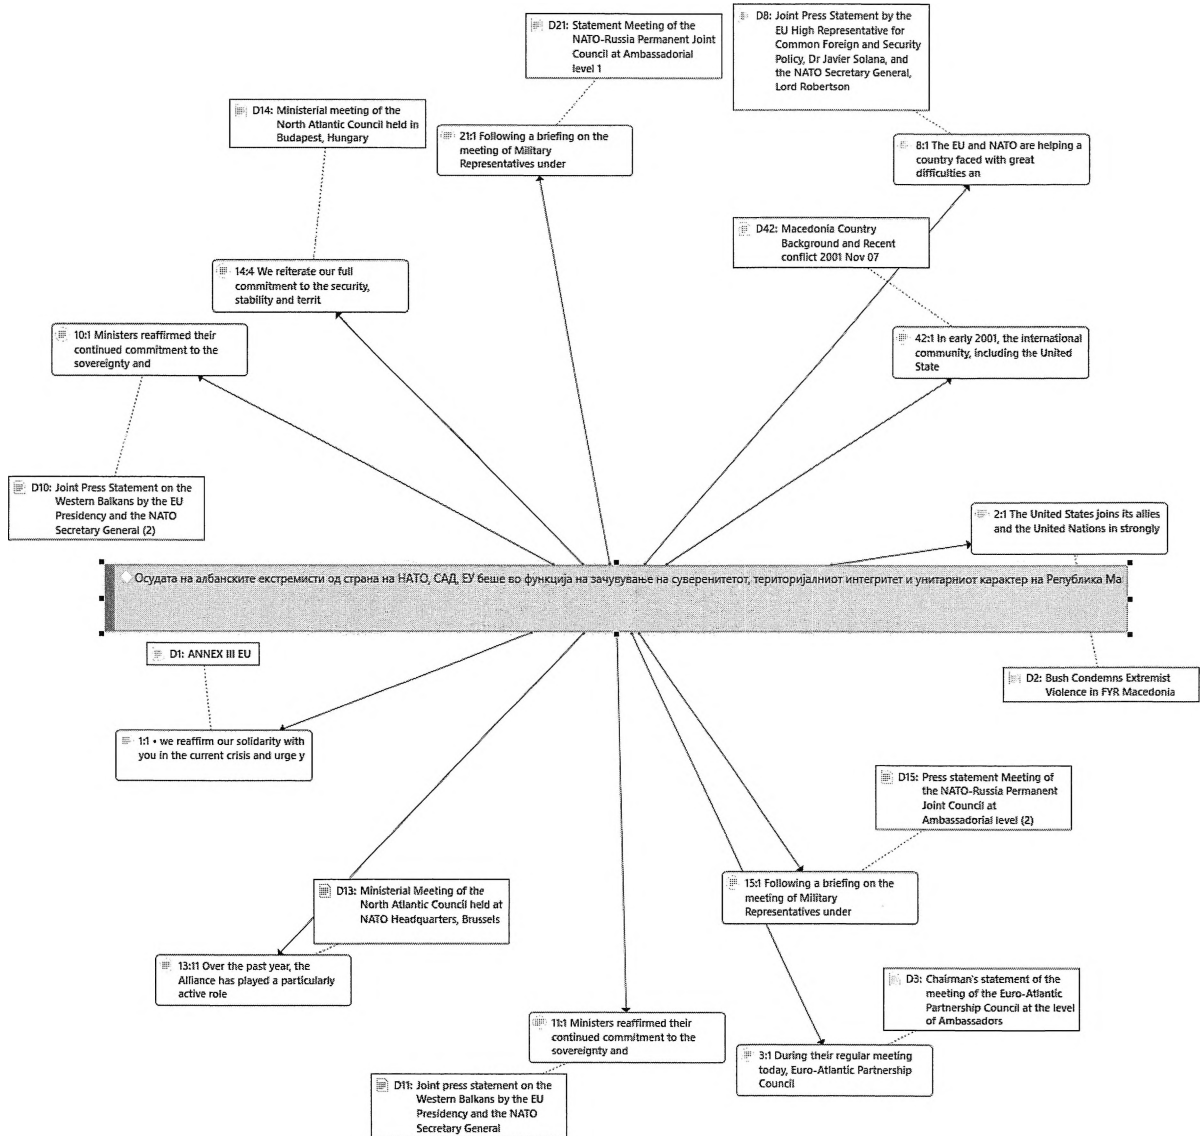 D21: Statement Meeting of the
NATO-Russia Permanent Joint
Council at Ambassadorial
level 1
D8: Joint Press Statement by the
EU High Representative for
Common Foreign and Security
Policy, Dr Javier Solana, and
the NATO Secretary General,
Lord Robertson
D14: Ministerial meeting of the
North Atlantic Council held in
Budapest, Hungary
21:1 Following a briefing on the
meeting of Military
Representatives under
8:1 The EU and NATO are helping a
country faced with great
difficulties an
D42: Macedonia Country
Background and Recent
conflict 2001 Nov 07
14:4 We reiterate our full
commitment to the security,
stability and territ
10:1 Ministers reaffirmed their
continued commitment to the
sovereignty and
42:1 In early 2001, the international
community, including the United
State
D10: Joint Press Statement on the
Western Balkans by the EU
Presidency and the NATO
Secretary General (2)
2:1 The United States joins its allies
and the United Nations in strongly
Осудата на албанските екстремисти од страна на НАТО, САД, ЕУ беше во функција на зачувување на суверенитетот, територијалниот интегритет и унитарниот карактер на Република Ма
D1: ANNEX III EU
D2: Bush Condemns Extremist
Violence in FYR Macedonia
1:1 • we reaffirm our solidarity with
you in the current crisis and urge y
D15: Press statement Meeting of
the NATO-Russia Permanent
Joint Council at
Ambassadorial level (2)
D13: Ministerial Meeting of the
North Atlantic Council held at
NATO Headquarters, Brussels
15:1 Following a briefing on the
meeting of Military
Representatives under
13:11 Over the past year, the
Alliance has played a particularly
active role
D3: Chairman's statement of the
meeting of the Euro-Atlantic
Partnership Council at the level
of Ambassadors
11:1 Ministers reaffirmed their
continued commitment to the
sovereignty and
3:1 During their regular meeting
today, Euro-Atlantic Partnership
Council
D11: Joint press statement on the
Western Balkans by the EU
Presidency and the NATO
Secretary General